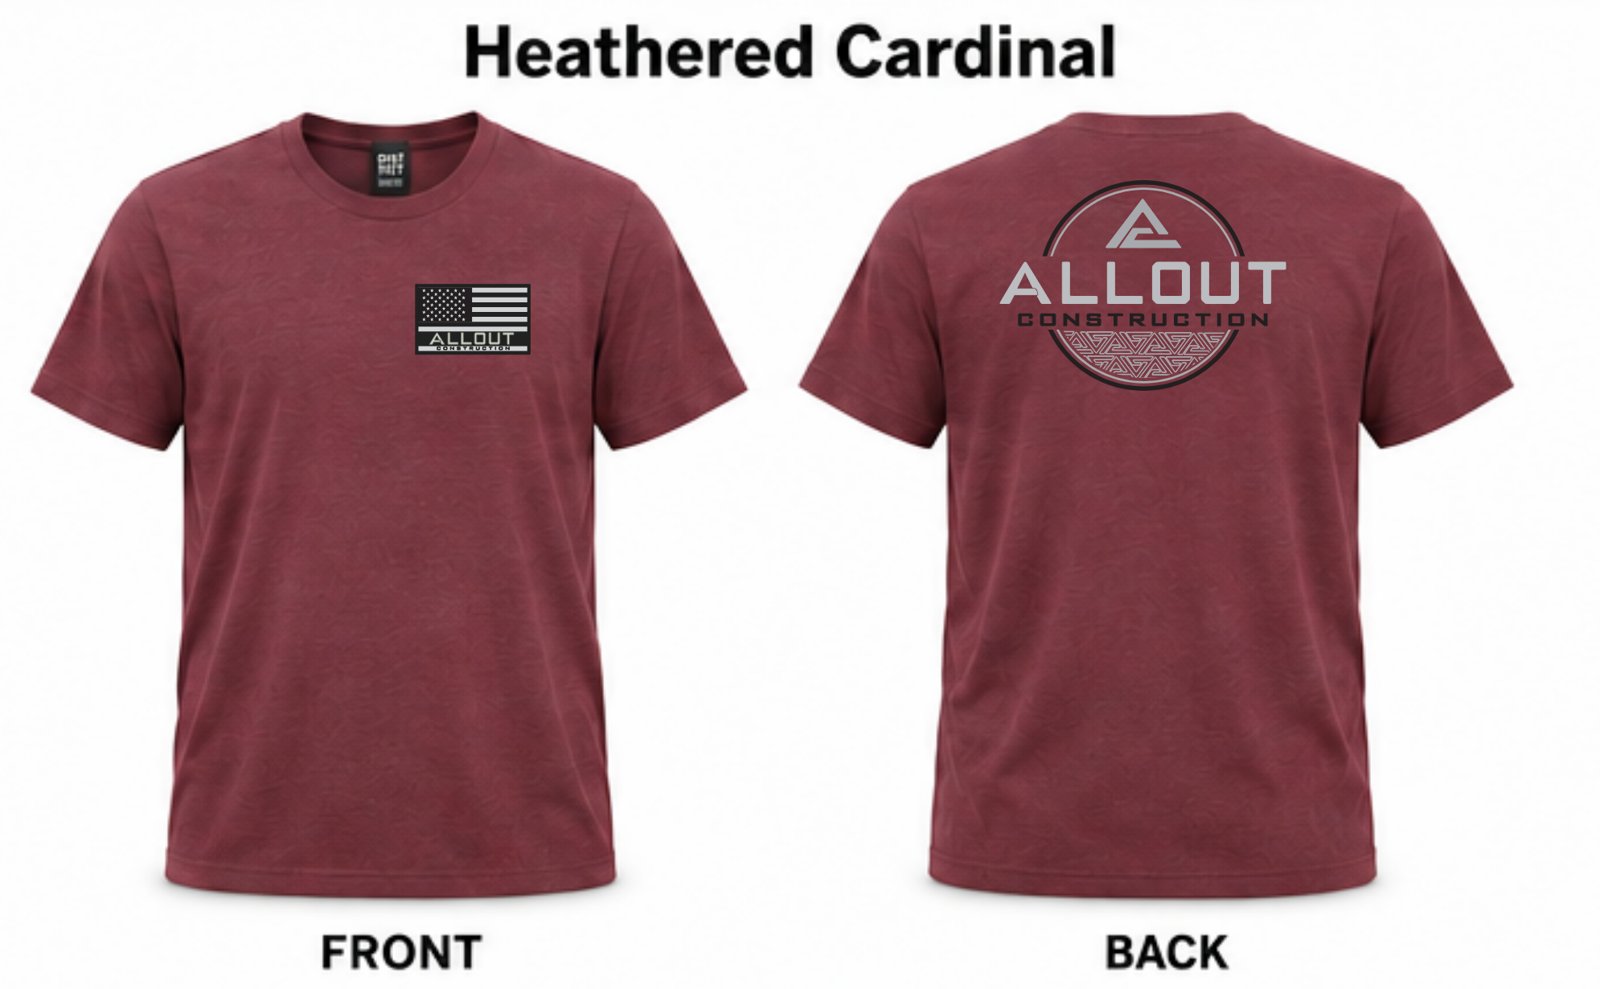 Heathered Cardinal
ALLOUT
CONSTRUCTION
ALLOUT
CONSTRUCTION
FRONT
BACK